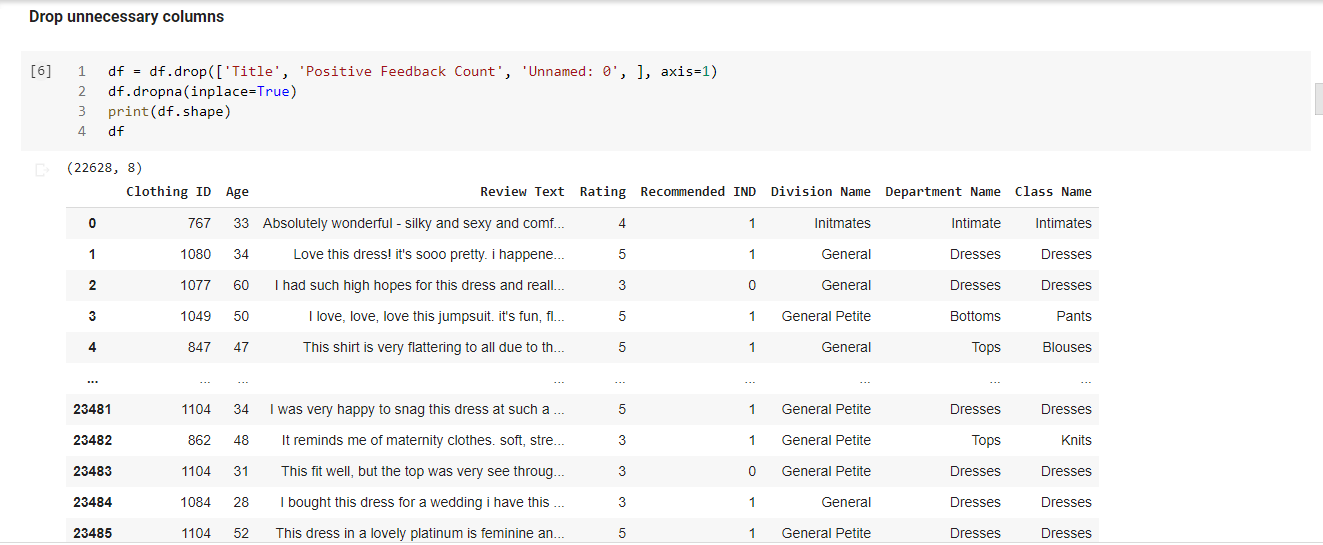 Drop unnecessary columns
[6] 1 df = df.drop(['Title', 'Positive Feedback Count', 'Unnamed: 0', ], axis=1)
2 df.dropna(inplace=True)
3 print(df.shape)
4 df
(22628, 8)
Clothing ID Age Review Text Rating Recommended IND Division Name Department Name Class Name
0 767 33 Absolutely wonderful - silky and sexy and comf... 4 1 Initmates Intimate Intimates
1 1080 34 Love this dress! it's sooo pretty. i happene... 5 1 General Dresses Dresses
2 1077 60 I had such high hopes for this dress and reall... 3 0 General Dresses Dresses
3 1049 50 I love, love, love this jumpsuit. it's fun, fl... 5 1 General Petite Bottoms Pants
4 847 47 This shirt is very flattering to all due to th... 5 1 General Tops Blouses
... ... ... ... ... ... ... ... ...
23481 1104 34 I was very happy to snag this dress at such a ... 5 1 General Petite Dresses Dresses
23482 862 48 It reminds me of maternity clothes. soft, stre... 3 1 General Petite Tops Knits
23483 1104 31 This fit well, but the top was very see throug... 3 0 General Petite Dresses Dresses
23484 1084 28 I bought this dress for a wedding i have this ... 3 1 General Dresses Dresses
23485 1104 52 This dress in a lovely platinum is feminine an... 5 1 General Petite Dresses Dresses